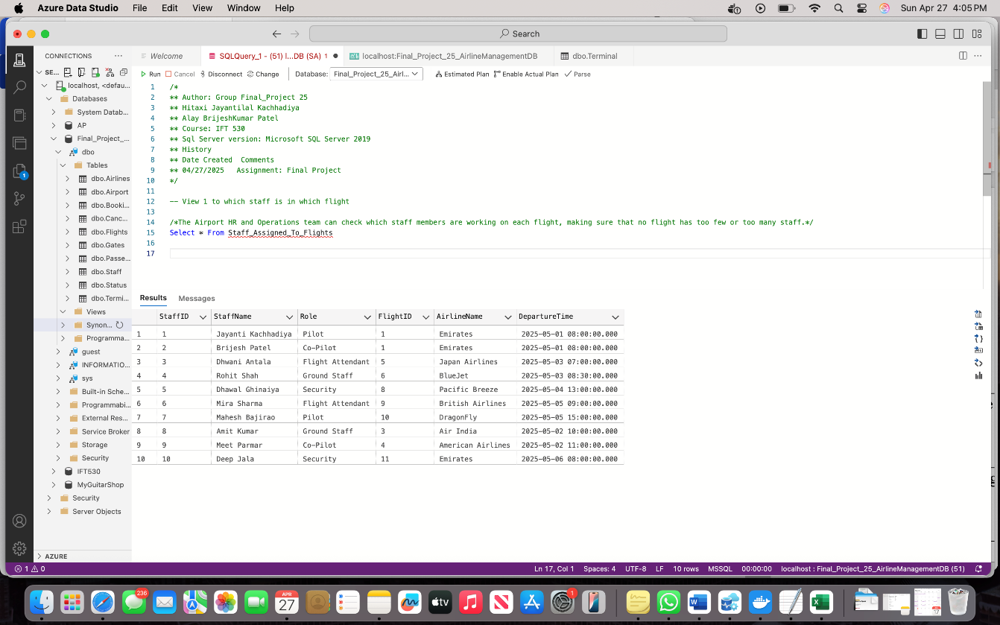 Azure Data Studio File Edit View Window Help Sun Apr 27 4:05 PM
Search
CONNECTIONS ···
Welcome
SQLQuery_1 - (51) l...DB (SA) 1
localhost:Final_Project_25_AirlineManagementDB
dbo.Terminal
SE...
Run Cancel Disconnect Change Database: Final_Project_25_Airl... Estimated Plan Enable Actual Plan Parse
localhost, <defau...
Databases
System Datab...
AP
Final_Project_...
dbo
Tables
dbo.Airlines
dbo.Airport
dbo.Booki...
dbo.Canc...
dbo.Flights
dbo.Gates
dbo.Passe...
dbo.Staff
dbo.Status
dbo.Termi...
Views
Synon...
Programma...
guest
INFORMATIO...
sys
Built-in Sche...
Programmabi...
External Res...
Service Broker
Storage
Security
IFT530
MyGuitarShop
Security
Server Objects
AZURE
1 /*
2 ** Author: Group Final_Project 25
3 ** Hitaxi Jayantilal Kachhadiya
4 ** Alay BrijeshKumar Patel
5 ** Course: IFT 530
6 ** Sql Server version: Microsoft SQL Server 2019
7 ** History
8 ** Date Created Comments
9 ** 04/27/2025 Assignment: Final Project
10 */
11
12 -- View 1 to which staff is in which flight
13
14 /*The Airport HR and Operations team can check which staff members are working on each flight, making sure that no flight has too few or too many staff.*/
15 Select * From Staff_Assigned_To_Flights
16
17
Results Messages
StaffID StaffName Role FlightID AirlineName DepartureTime
1 1 Jayanti Kachhadiya Pilot 1 Emirates 2025-05-01 08:00:00.000
2 2 Brijesh Patel Co-Pilot 1 Emirates 2025-05-01 08:00:00.000
3 3 Dhwani Antala Flight Attendant 5 Japan Airlines 2025-05-03 07:00:00.000
4 4 Rohit Shah Ground Staff 6 BlueJet 2025-05-03 08:30:00.000
5 5 Dhawal Ghinaiya Security 8 Pacific Breeze 2025-05-04 13:00:00.000
6 6 Mira Sharma Flight Attendant 9 British Airlines 2025-05-05 09:00:00.000
7 7 Mahesh Bajirao Pilot 10 DragonFly 2025-05-05 15:00:00.000
8 8 Amit Kumar Ground Staff 3 Air India 2025-05-02 10:00:00.000
9 9 Meet Parmar Co-Pilot 4 American Airlines 2025-05-02 11:00:00.000
10 10 Deep Jala Security 11 Emirates 2025-05-06 08:00:00.000
1 0 Ln 17, Col 1 Spaces: 4 UTF-8 LF 10 rows MSSQL 00:00:00 localhost : Final_Project_25_AirlineManagementDB (51)
236
APR
27
tv
1